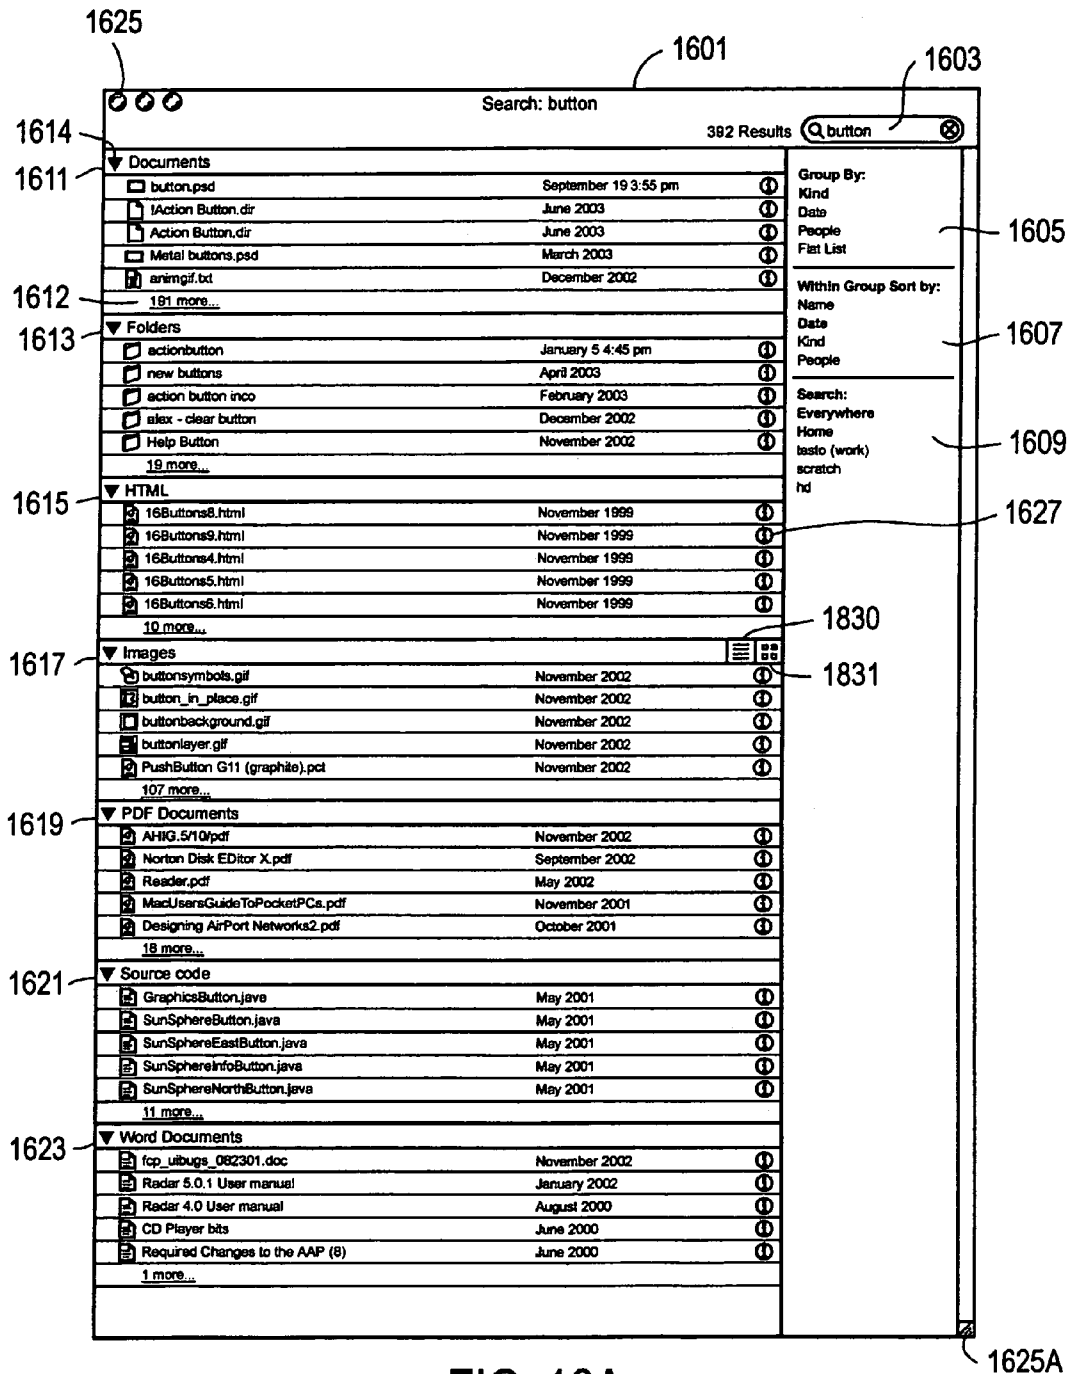 1625
1601
1603
Search: button
392 Results button
1614
1611
Documents
button.psd September 19 3:55 pm
!Action Button.dir June 2003
Action Button.dir June 2003
Metal buttons.psd March 2003
animgif.txt December 2002
1612 191 more...
1613 Folders
actionbutton January 5 4:45 pm
new buttons April 2003
action button inco February 2003
alex - clear button December 2002
Help Button November 2002
19 more...
1615 HTML
16Buttons8.html November 1999
16Buttons9.html November 1999
16Buttons4.html November 1999
16Buttons5.html November 1999
16Buttons6.html November 1999
10 more...
1617 Images
buttonsymbols.gif November 2002
button_in_place.gif November 2002
buttonbackground.gif November 2002
buttonlayer.gif November 2002
PushButton G11 (graphite).pct November 2002
107 more...
1619 PDF Documents
AHIG.5/10/pdf November 2002
Norton Disk EDitor X.pdf September 2002
Reader.pdf May 2002
MacUsersGuideToPocketPCs.pdf November 2001
Designing AirPort Networks2.pdf October 2001
18 more...
1621 Source code
GraphicsButton.java May 2001
SunSphereButton.java May 2001
SunSphereEastButton.java May 2001
SunSphereInfoButton.java May 2001
SunSphereNorthButton.java May 2001
11 more...
1623 Word Documents
fcp_uibugs_082301.doc November 2002
Radar 5.0.1 User manual January 2002
Radar 4.0 User manual August 2000
CD Player bits June 2000
Required Changes to the AAP (8) June 2000
1 more...
Group By:
Kind
Date
People
Flat List
1605
Within Group Sort by:
Name
Date
Kind
People
1607
Search:
Everywhere
Home
testo (work)
scratch
hd
1609
1627
1830
1831
1625A